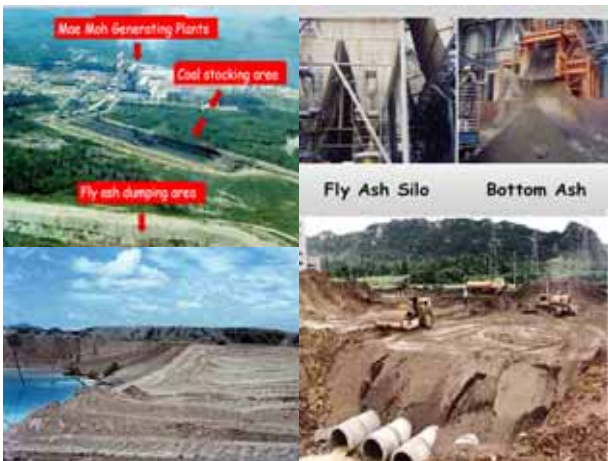 Mae Moh Generating Plants
Coal stocking area
Fly ash dumping area
Fly Ash Silo
Bottom Ash